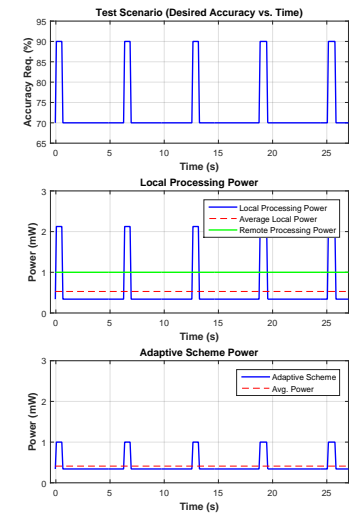 Test Scenario (Desired Accuracy vs. Time)
Accuracy Req. (%)
95
90
85
80
75
70
65
0 5 10 15 20 25
Time (s)
Local Processing Power
Power (mW)
3
2
1
0
Local Processing Power
Average Local Power
Remote Processing Power
0 5 10 15 20 25
Time (s)
Adaptive Scheme Power
Power (mW)
3
2
1
0
Adaptive Scheme
Avg. Power
0 5 10 15 20 25
Time (s)